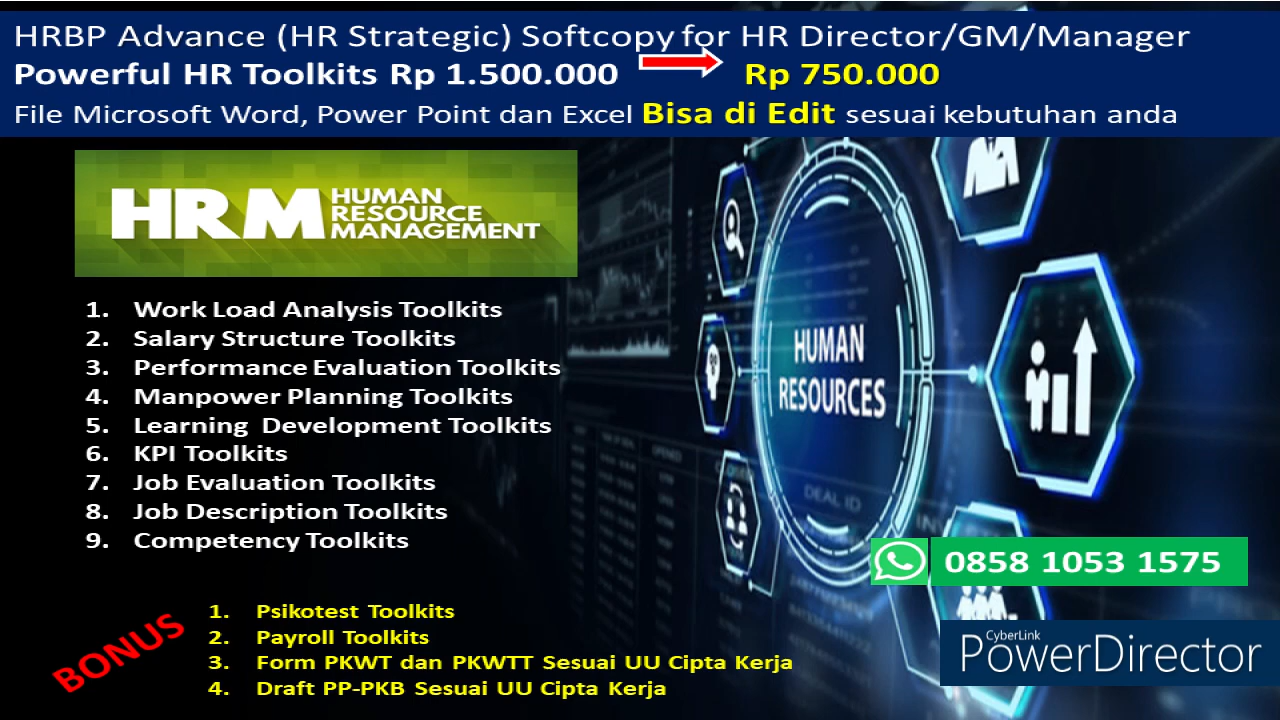 HRBP Advance (HR Strategic) Softcopy for HR Director/GM/Manager
Powerful HR Toolkits Rp 1.500.000 Rp 750.000
File Microsoft Word, Power Point dan Excel Bisa di Edit sesuai kebutuhan anda
HRM HUMAN
RESOURCE
MANAGEMENT
1. Work Load Analysis Toolkits
2. Salary Structure Toolkits
3. Performance Evaluation Toolkits
4. Manpower Planning Toolkits
5. Learning Development Toolkits
6. KPI Toolkits
7. Job Evaluation Toolkits
8. Job Description Toolkits
9. Competency Toolkits
HUMAN
RESOURCES
DEAL ID
0858 1053 1575
BONUS
1. Psikotest Toolkits
2. Payroll Toolkits
3. Form PKWT dan PKWTT Sesuai UU Cipta Kerja
4. Draft PP-PKB Sesuai UU Cipta Kerja
CyberLink
PowerDirector